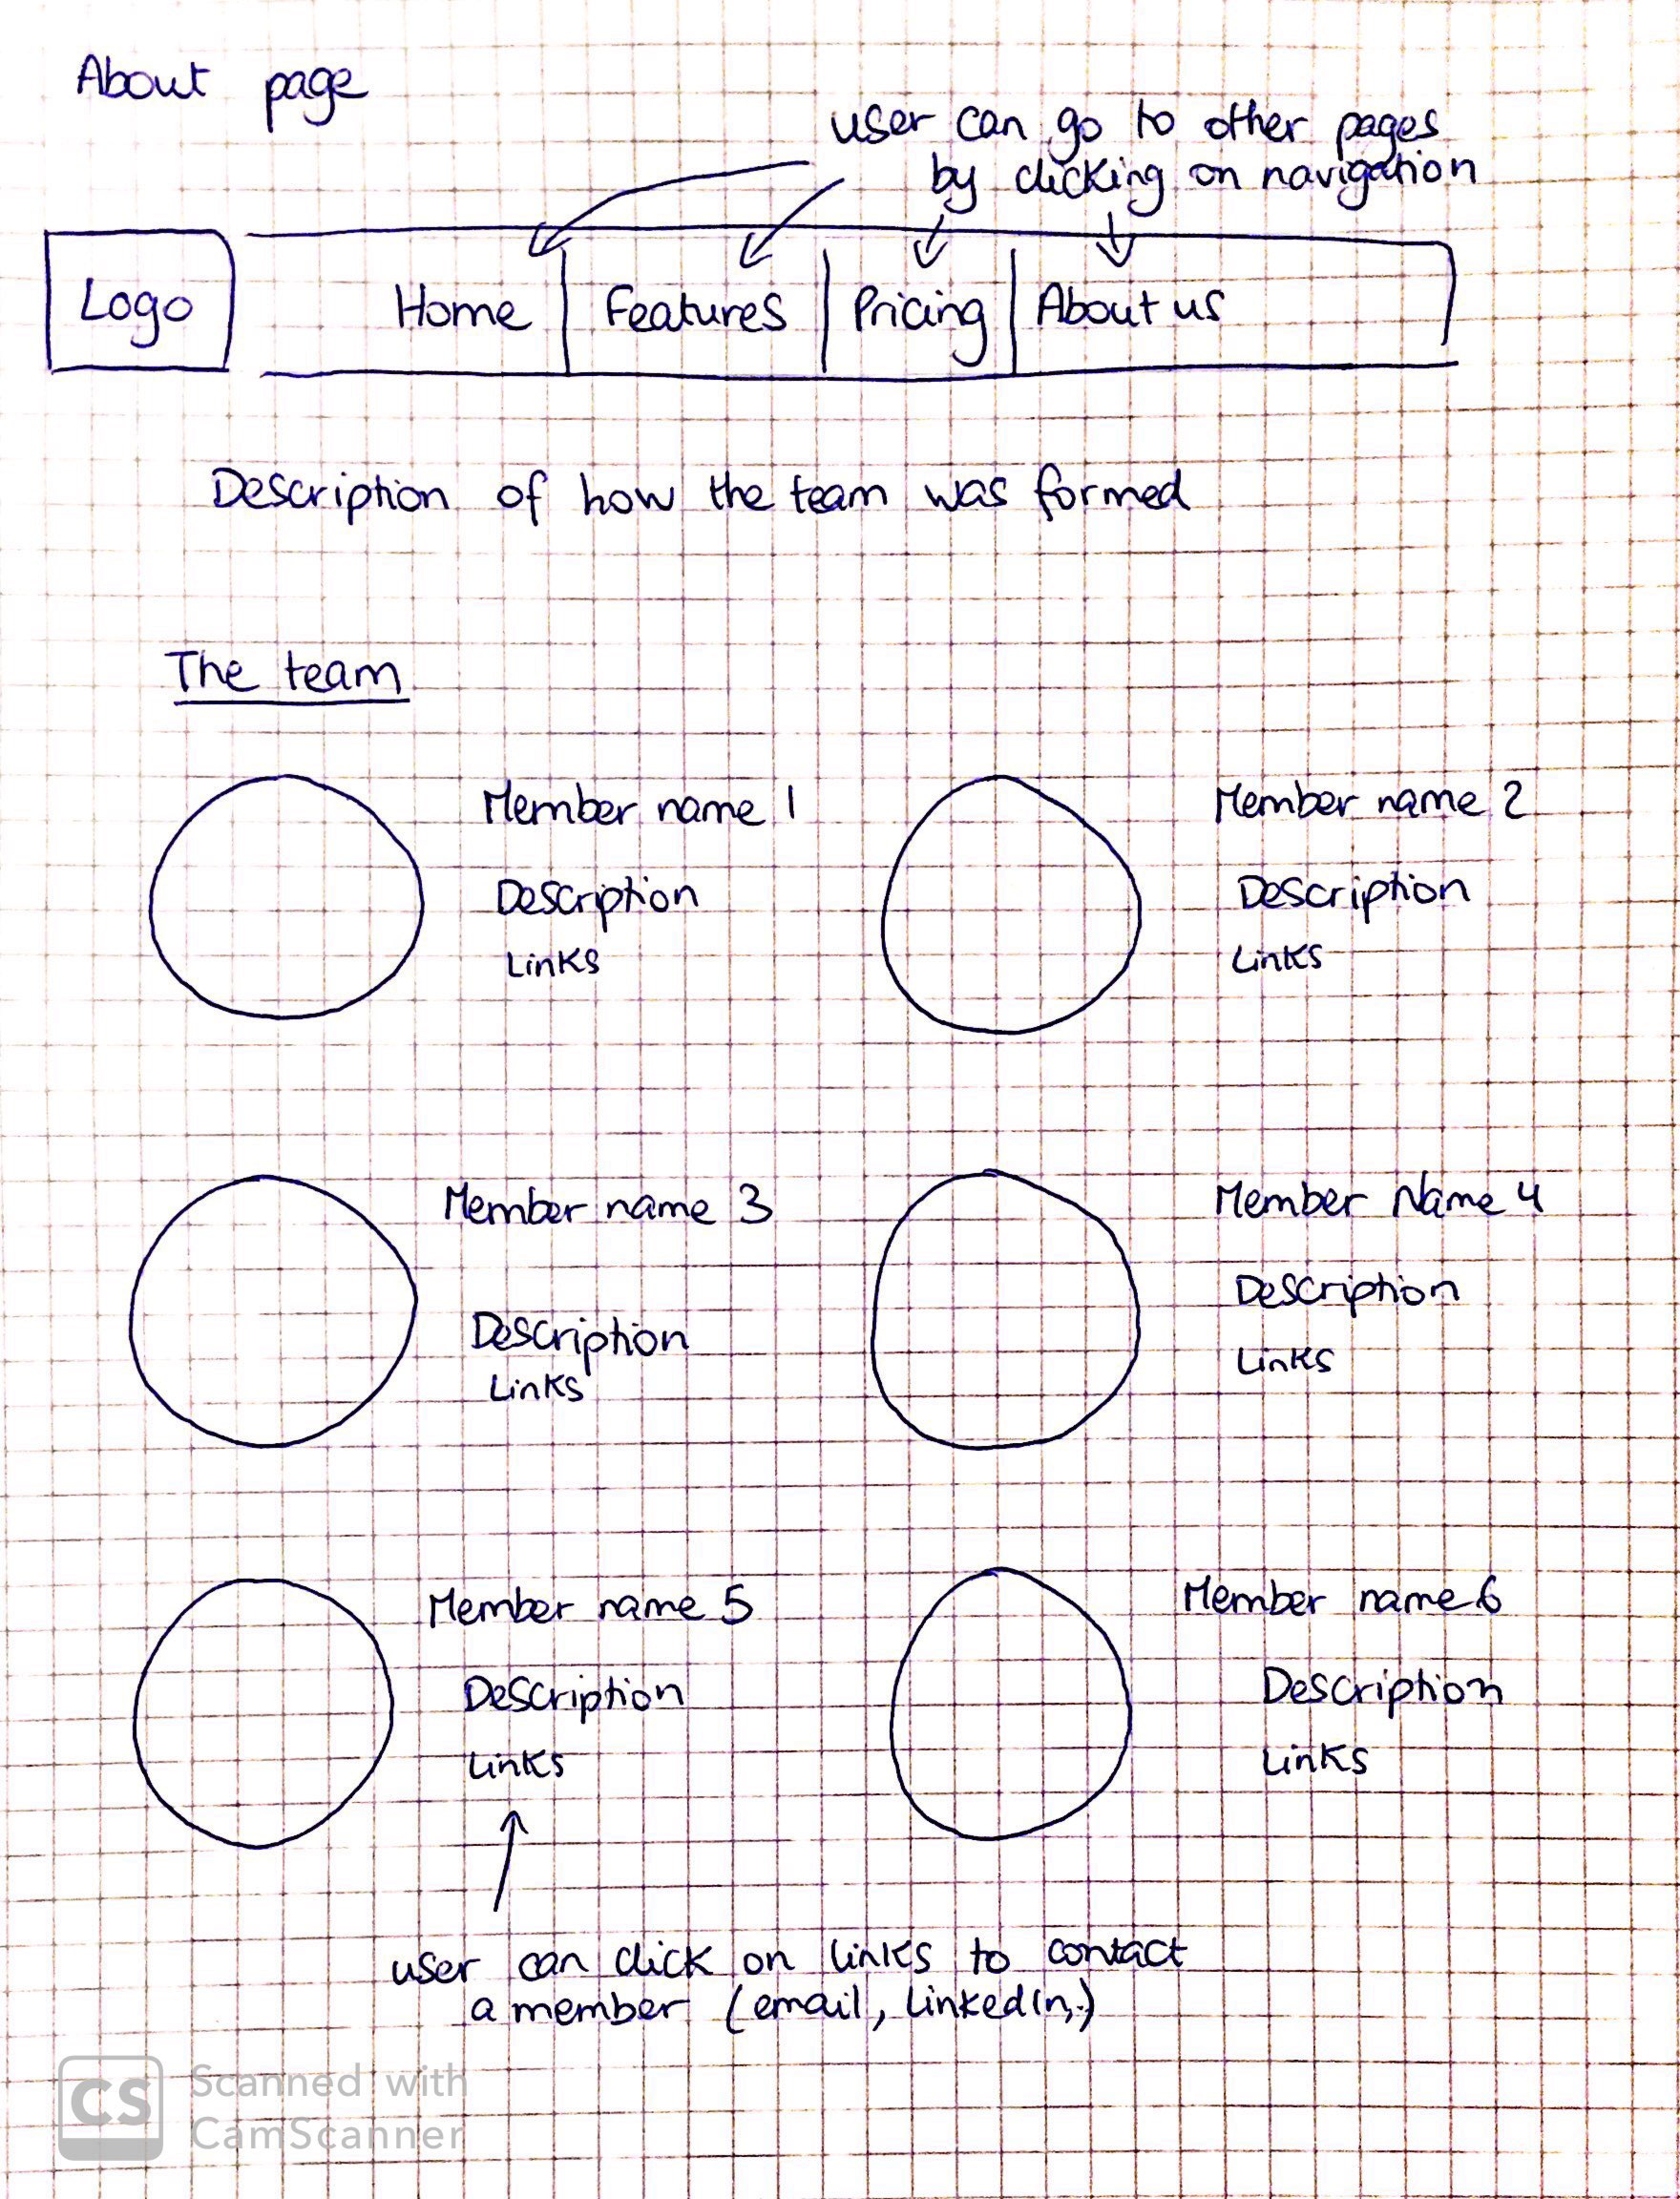 About page
user can go to other pages
by clicking on navigation
Logo Home Features Pricing About us
Description of how the team was formed
The team
Member name 1 Member name 2
Description Description
Links Links
Member name 3 Member Name 4
Description Description
Links Links
Member name 5 Member name 6
Description Description
Links Links
user can click on links to contact
a member (email, LinkedIn,.)
CS Scanned with
CamScanner